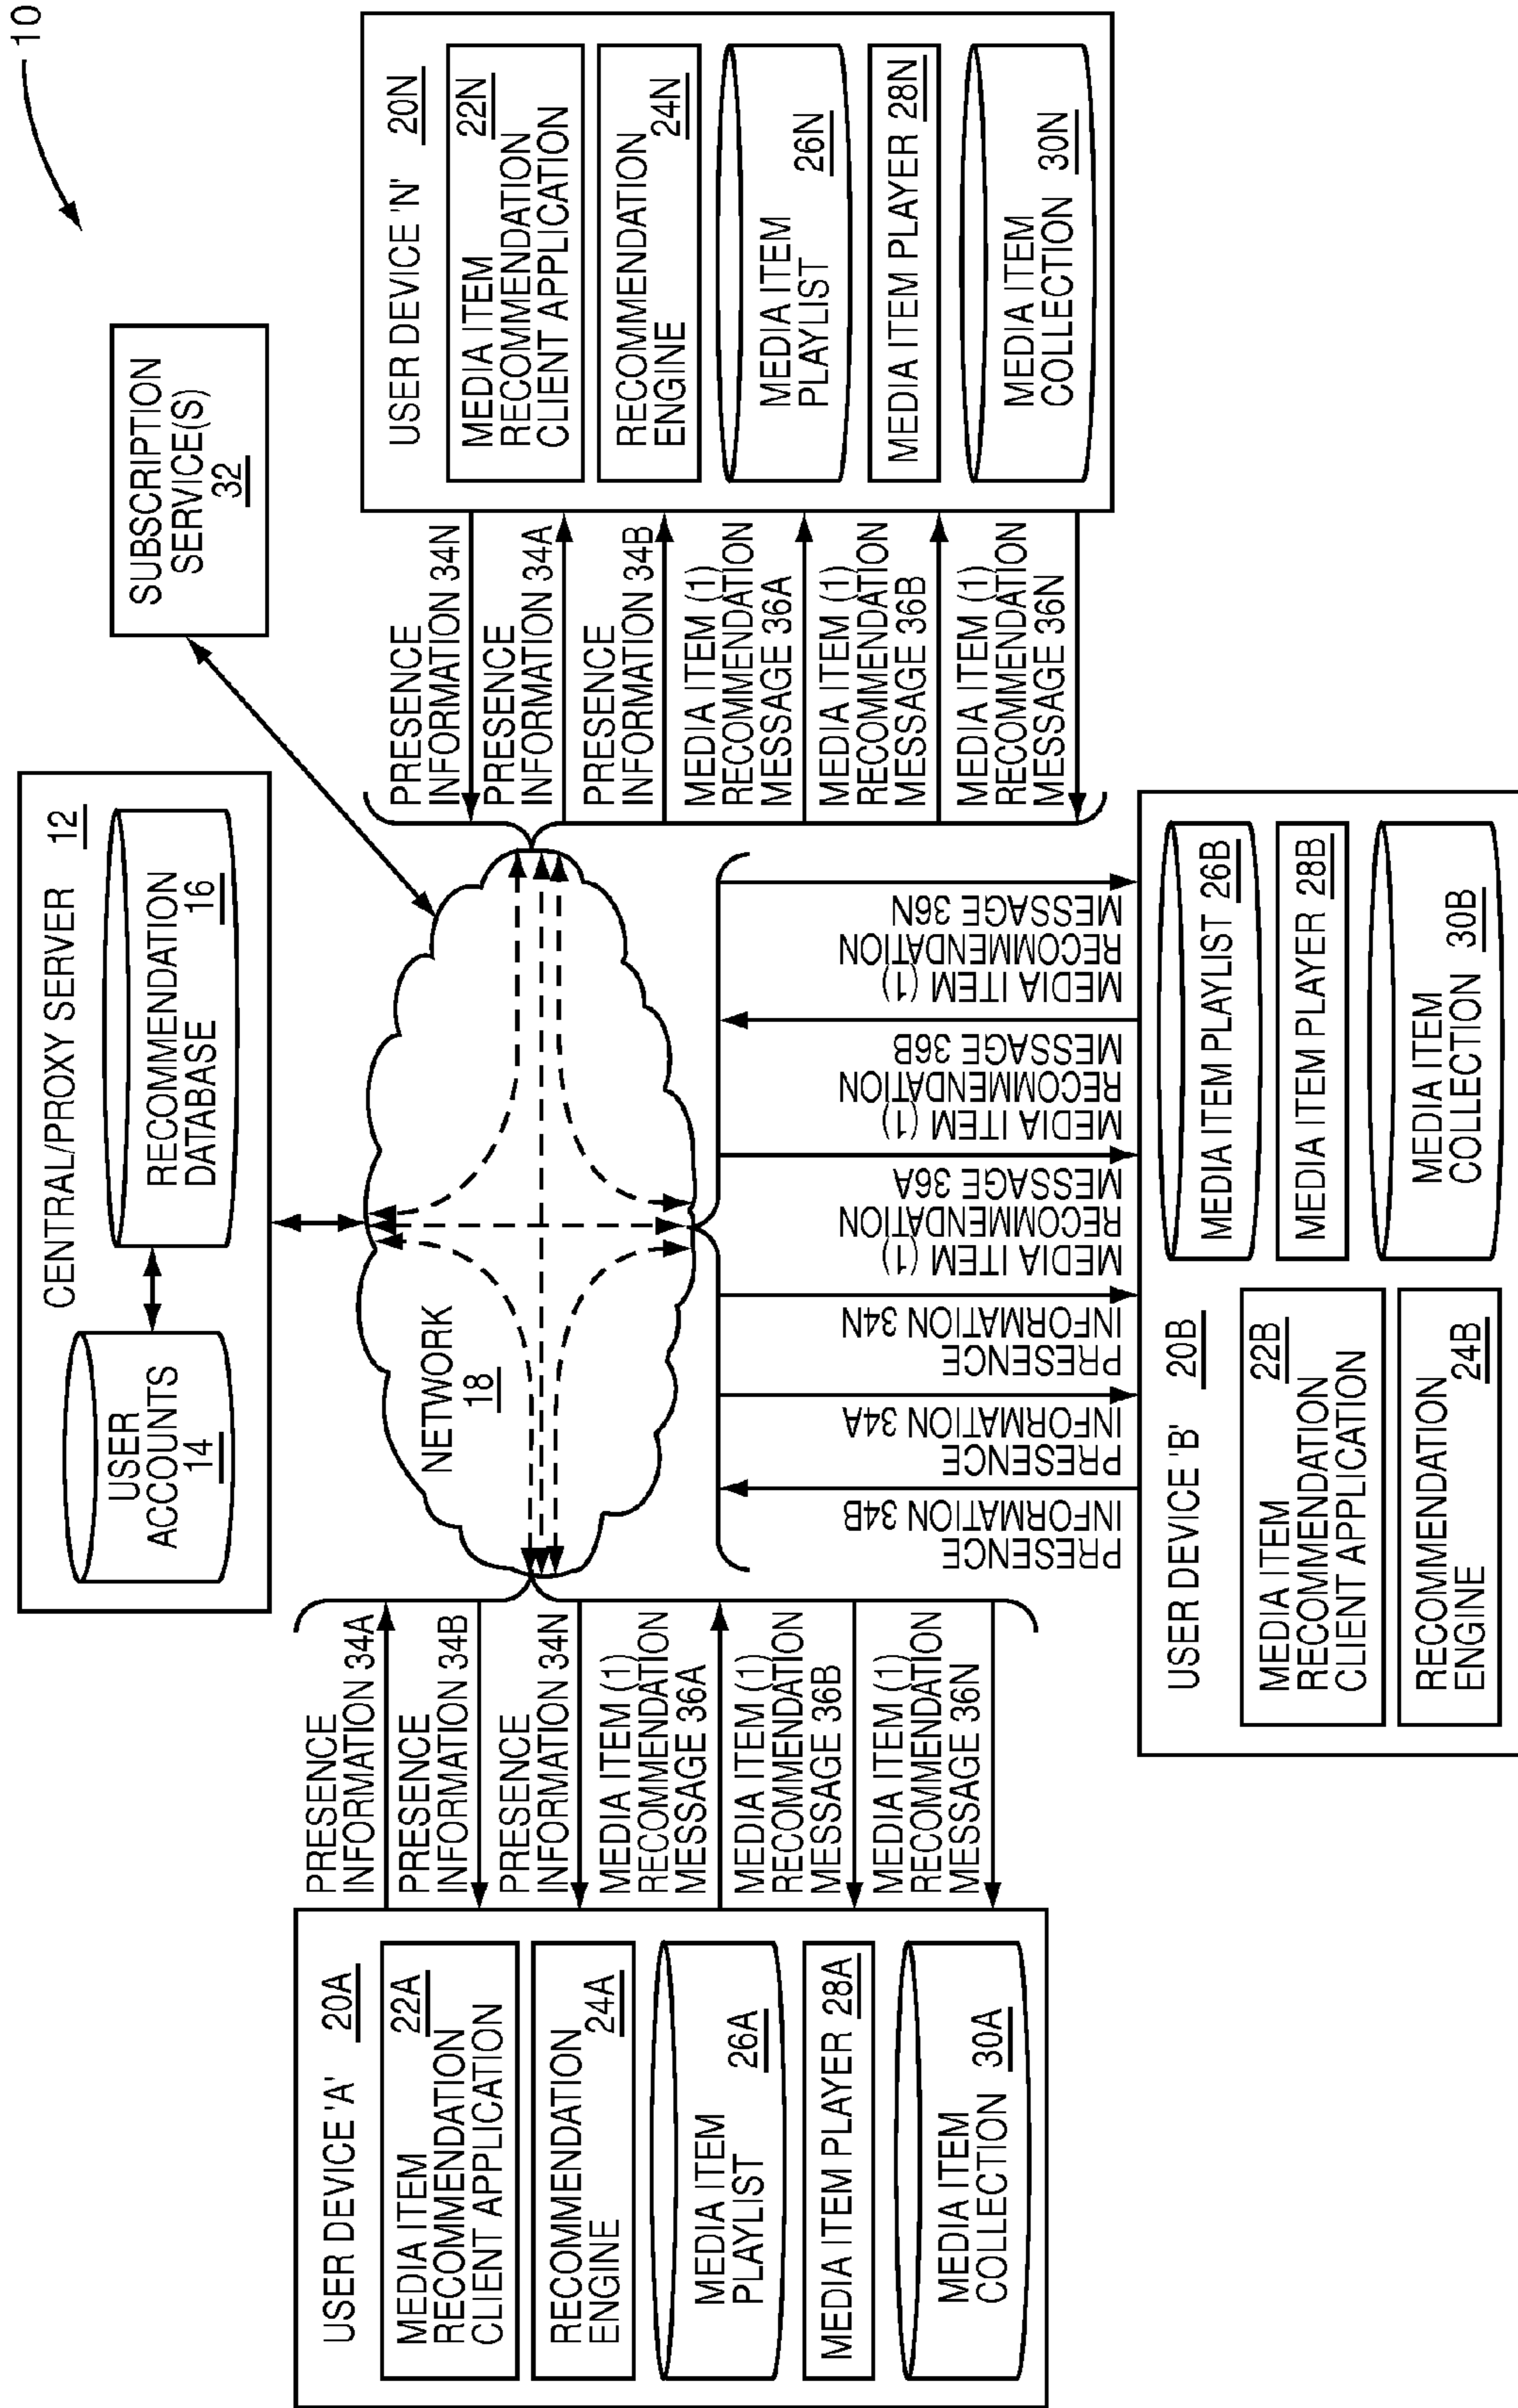 10
CENTRAL/PROXY SERVER 12
USER
ACCOUNTS
14
RECOMMENDATION
DATABASE 16
SUBSCRIPTION
SERVICE(S)
32
NETWORK
18
USER DEVICE 'A' 20A
MEDIA ITEM 22A
RECOMMENDATION
CLIENT APPLICATION
RECOMMENDATION
ENGINE 24A
MEDIA ITEM
PLAYLIST 26A
MEDIA ITEM PLAYER 28A
MEDIA ITEM
COLLECTION 30A
PRESENCE
INFORMATION 34A
PRESENCE
INFORMATION 34B
PRESENCE
INFORMATION 34N
MEDIA ITEM (1)
RECOMMENDATION
MESSAGE 36A
MEDIA ITEM (1)
RECOMMENDATION
MESSAGE 36B
MEDIA ITEM (1)
RECOMMENDATION
MESSAGE 36N
PRESENCE
INFORMATION 34N
PRESENCE
INFORMATION 34A
PRESENCE
INFORMATION 34B
MEDIA ITEM (1)
RECOMMENDATION
MESSAGE 36A
MEDIA ITEM (1)
RECOMMENDATION
MESSAGE 36B
MEDIA ITEM (1)
RECOMMENDATION
MESSAGE 36N
USER DEVICE 'N' 20N
MEDIA ITEM 22N
RECOMMENDATION
CLIENT APPLICATION
RECOMMENDATION
ENGINE 24N
MEDIA ITEM
PLAYLIST 26N
MEDIA ITEM PLAYER 28N
MEDIA ITEM
COLLECTION 30N
PRESENCE
INFORMATION 34B
PRESENCE
INFORMATION 34A
PRESENCE
INFORMATION 34N
MEDIA ITEM (1)
RECOMMENDATION
MESSAGE 36A
MEDIA ITEM (1)
RECOMMENDATION
MESSAGE 36B
MEDIA ITEM (1)
RECOMMENDATION
MESSAGE 36N
USER DEVICE 'B' 20B
MEDIA ITEM 22B
RECOMMENDATION
CLIENT APPLICATION
RECOMMENDATION
ENGINE 24B
MEDIA ITEM PLAYLIST 26B
MEDIA ITEM PLAYER 28B
MEDIA ITEM
COLLECTION 30B